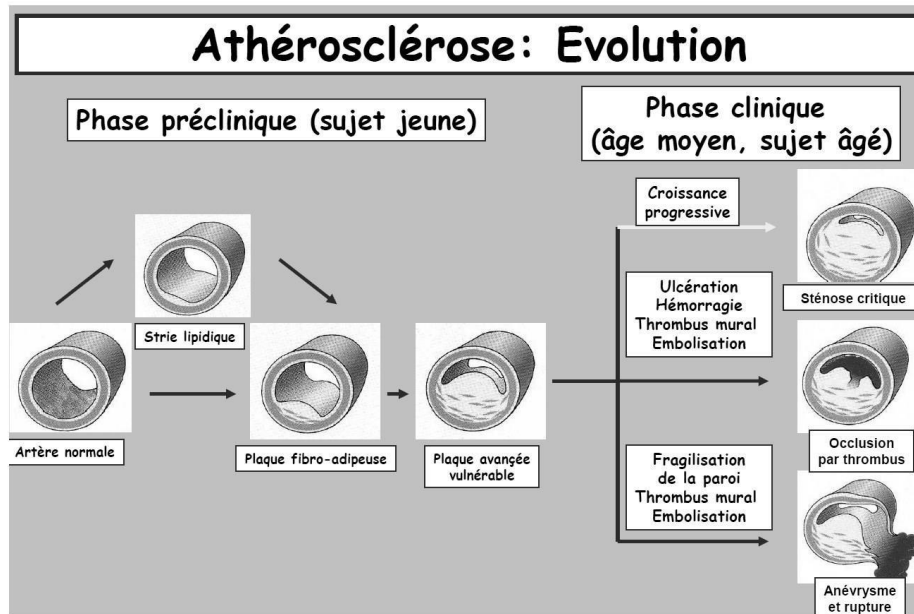 Athérosclérose: Evolution
Phase préclinique (sujet jeune)
Phase clinique
(âge moyen, sujet âgé)
Croissance
progressive
Sténose critique
Strie lipidique
Ulcération
Hémorragie
Thrombus mural
Embolisation
Artère normale
Plaque fibro-adipeuse
Plaque avançée
vulnérable
Occlusion
par thrombus
Fragilisation
de la paroi
Thrombus mural
Embolisation
Anévrysme
et rupture